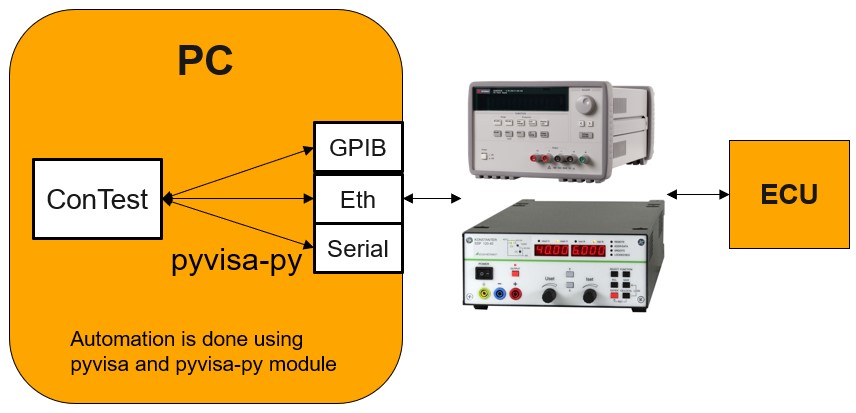 PC
GPIB
ConTest
Eth
Serial
pyvisa-py
Automation is done using
pyvisa and pyvisa-py module
40.00 6.000
POWER
ECU